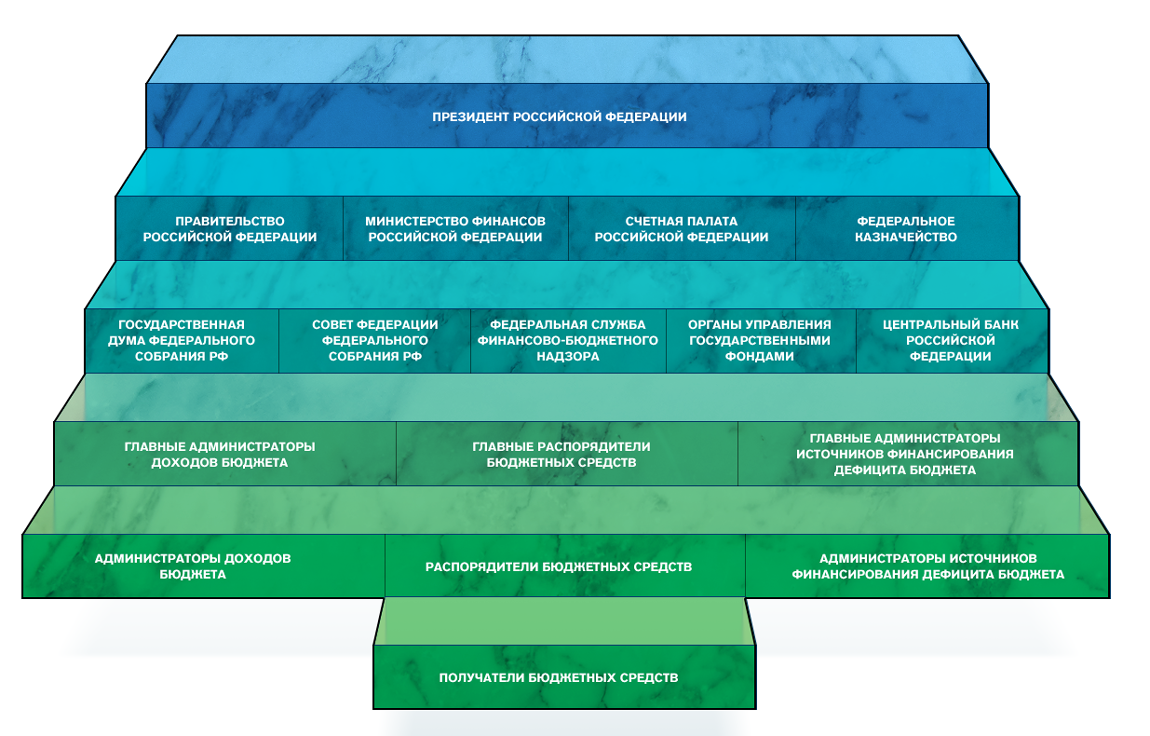 ПРЕЗИДЕНТ РОССИЙСКОЙ ФЕДЕРАЦИИ
ПРАВИТЕЛЬСТВО
РОССИЙСКОЙ ФЕДЕРАЦИИ
МИНИСТЕРСТВО ФИНАНСОВ
РОССИЙСКОЙ ФЕДЕРАЦИИ
СЧЕТНАЯ ПАЛАТА
РОССИЙСКОЙ ФЕДЕРАЦИИ
ФЕДЕРАЛЬНОЕ
КАЗНАЧЕЙСТВО
ГОСУДАРСТВЕННАЯ
ДУМА ФЕДЕРАЛЬНОГО
СОБРАНИЯ РФ
СОВЕТ ФЕДЕРАЦИИ
ФЕДЕРАЛЬНОГО
СОБРАНИЯ РФ
ФЕДЕРАЛЬНАЯ СЛУЖБА
ФИНАНСОВО-БЮДЖЕТНОГО
НАДЗОРА
ОРГАНЫ УПРАВЛЕНИЯ
ГОСУДАРСТВЕННЫМИ
ФОНДАМИ
ЦЕНТРАЛЬНЫЙ БАНК
РОССИЙСКОЙ
ФЕДЕРАЦИИ
ГЛАВНЫЕ АДМИНИСТРАТОРЫ
ДОХОДОВ БЮДЖЕТА
ГЛАВНЫЕ РАСПОРЯДИТЕЛИ
БЮДЖЕТНЫХ СРЕДСТВ
ГЛАВНЫЕ АДМИНИСТРАТОРЫ
ИСТОЧНИКОВ ФИНАНСИРОВАНИЯ
ДЕФИЦИТА БЮДЖЕТА
АДМИНИСТРАТОРЫ ДОХОДОВ
БЮДЖЕТА
РАСПОРЯДИТЕЛИ БЮДЖЕТНЫХ СРЕДСТВ
АДМИНИСТРАТОРЫ ИСТОЧНИКОВ
ФИНАНСИРОВАНИЯ ДЕФИЦИТА БЮДЖЕТА
ПОЛУЧАТЕЛИ БЮДЖЕТНЫХ СРЕДСТВ